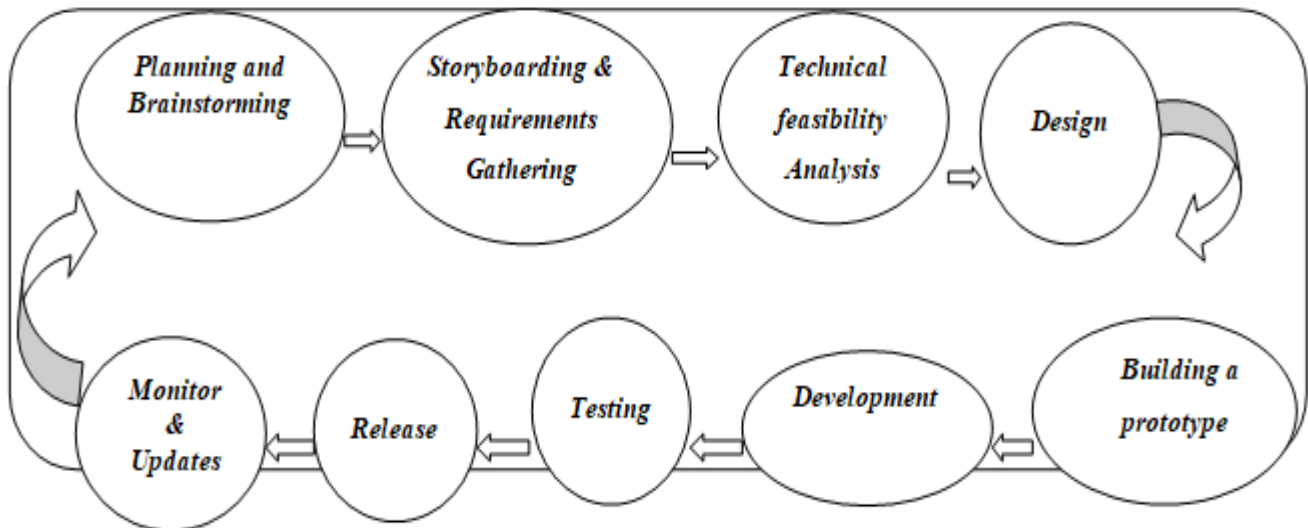 Planning and
Brainstorming
Storyboarding &
Requirements
Gathering
Technical
feasibility
Analysis
Design
Building a
prototype
Development
Testing
Release
Monitor
&
Updates